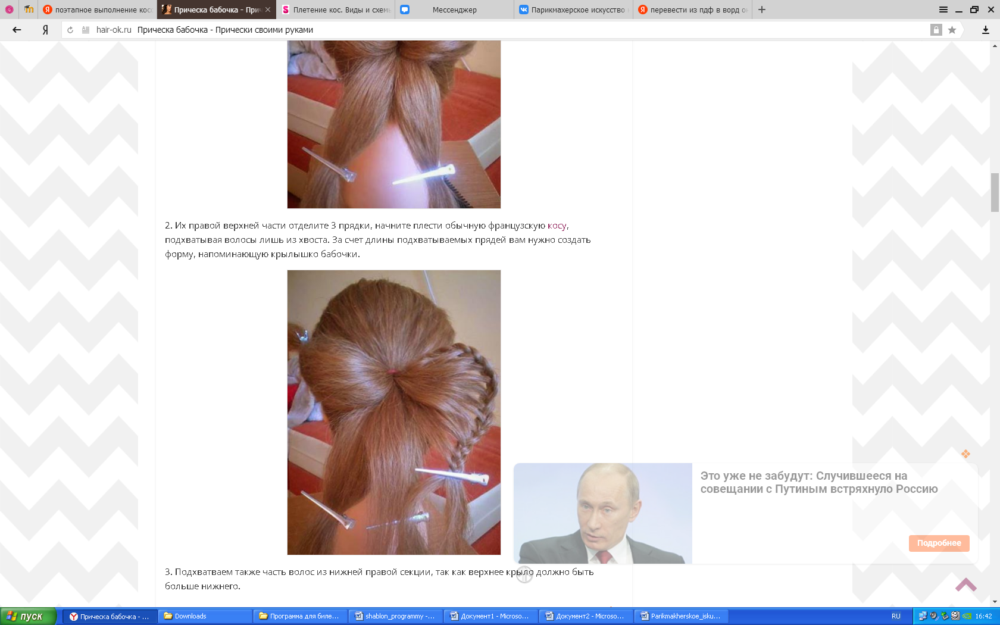 поэтапное выполнение кос
Прическа бабочка - При
Плетение кос. Виды и схем
Мессенджер
Парикмахерское искусство
перевести из пдф в ворд о
Я
hair-ok.ru Прическа бабочка - Прически своими руками
2. Их правой верхней части отделите 3 прядки, начните плести обычную французскую косу,
подхватывая волосы лишь из хвоста. За счет длины подхватываемых прядей вам нужно создать
форму, напоминающую крылышко бабочки.
Это уже не забудут: Случившееся на
совещании с Путиным встряхнуло Россию
Подробнее
3. Подхватваем также часть волос из нижней правой секции, так как верхнее крыло должно быть
больше нижнего.
пуск
Прическа бабочка - ...
Downloads
Программа для биле...
shablon_programmy -...
Документ1 - Microso...
Документ2 - Microso...
Parikmakherskoe_isku...
RU
16:42